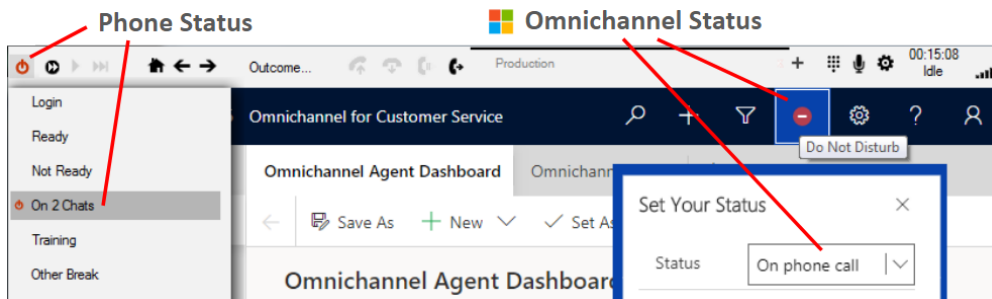 Phone Status
Omnichannel Status
Outcome...
Production
00:15:08
Idle
Login
Ready
Not Ready
On 2 Chats
Training
Other Break
Omnichannel for Customer Service
Do Not Disturb
Omnichannel Agent Dashboard
Omnichann
Save As
New
Set As
Omnichannel Agent Dashboard
Set Your Status
Status
On phone call